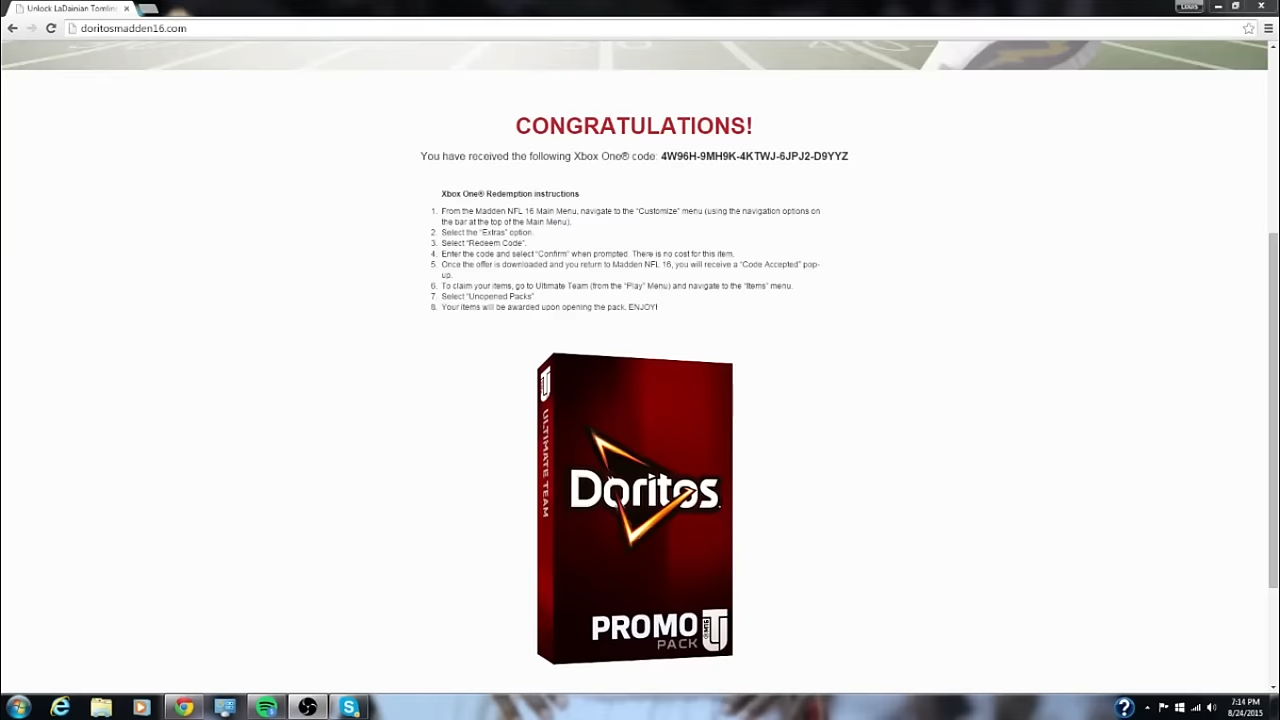 Unlock LaDainian Tomlin
Louis
doritosmadden16.com
CONGRATULATIONS!
You have received the following Xbox One® code: 4W96H-9MH9K-4KTWJ-6JPJ2-D9YYZ
Xbox One® Redemption instructions
1. From the Madden NFL 16 Main Menu, navigate to the "Customize" menu (using the navigation options on
the bar at the top of the Main Menu).
2. Select the "Extras" option.
3. Select "Redeem Code".
4. Enter the code and select "Confirm" when prompted. There is no cost for this item.
5. Once the offer is downloaded and you return to Madden NFL 16, you will receive a "Code Accepted" pop-
up.
6. To claim your items, go to Ultimate Team (from the "Play" Menu) and navigate to the "Items" menu.
7. Select "Unopened Packs"
8. Your items will be awarded upon opening the pack. ENJOY!
ULTIMATE TEAM
Doritos
PROMO
PACK
7:14 PM
8/24/2015